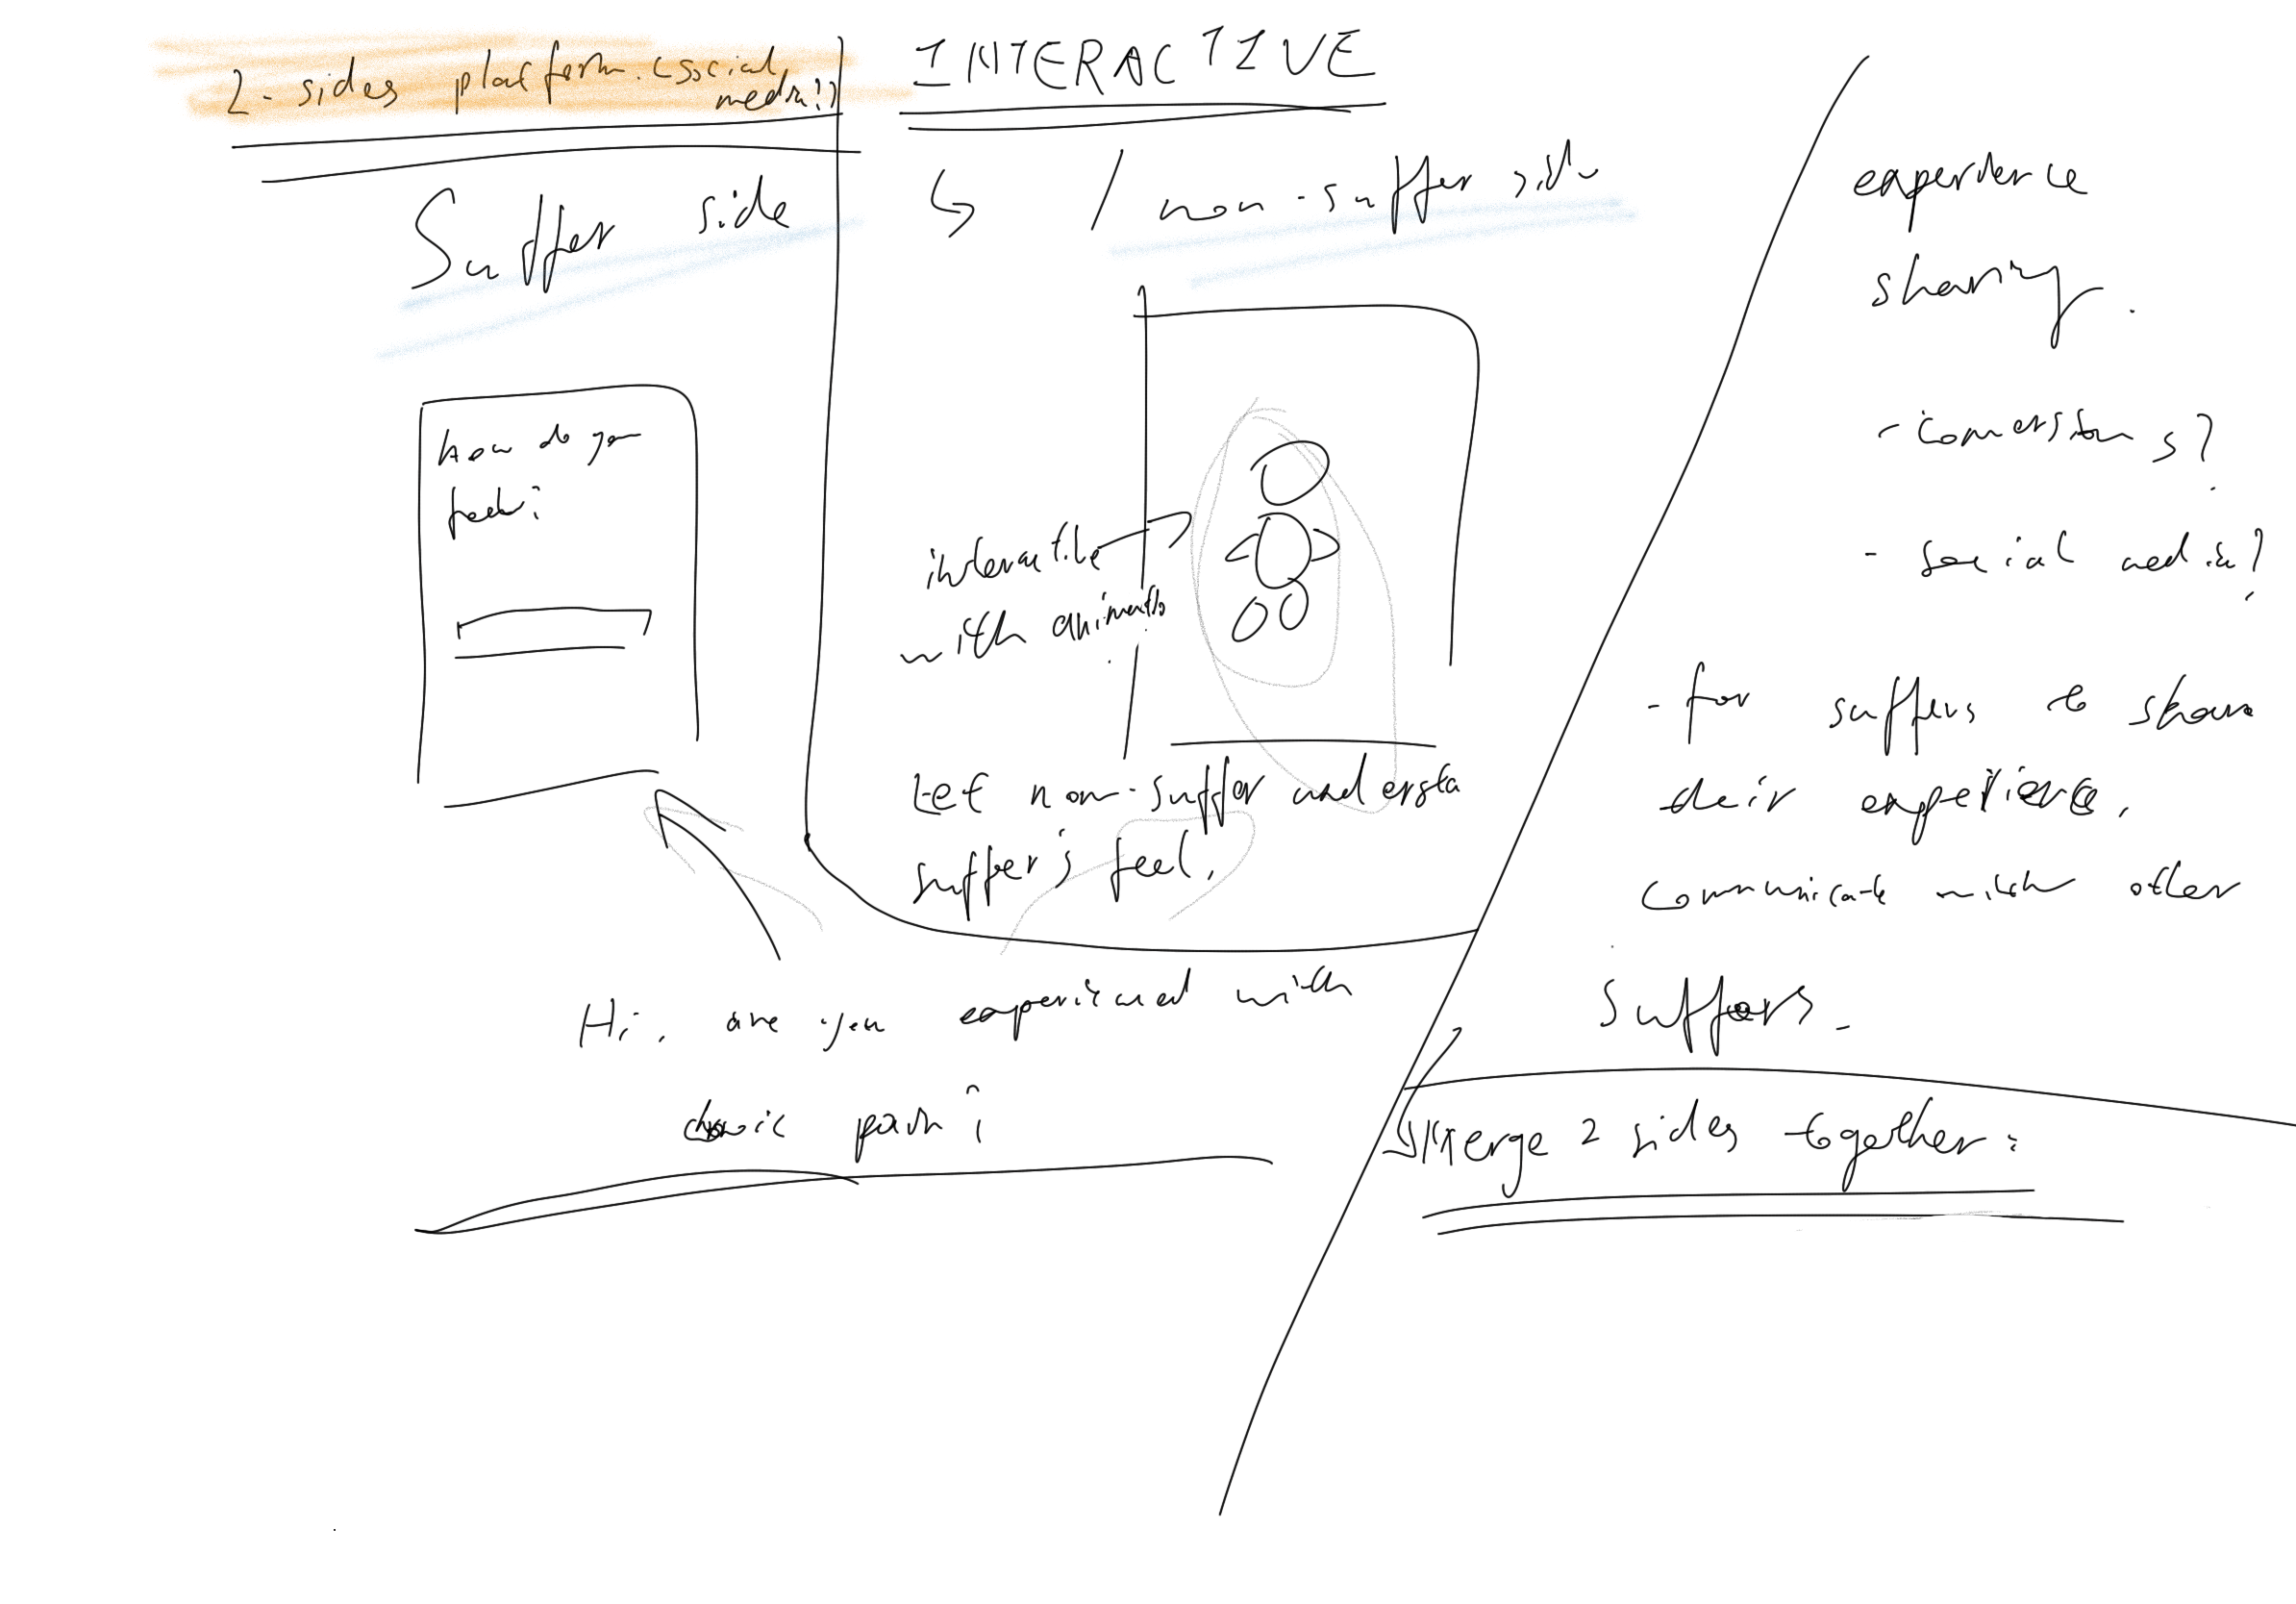 2-sides platform. (social
media??)
Suffer side
how do you
feel?
Hi, are you experienced with
chronic pain?
INTERACTIVE
non-suffer side
interactive
with animato
Let non-suffer understa
suffer's feel.
experience
sharing.
- social media?
- for suffers to share
their experience.
communicate with other
suffers.
Merge 2 sides together: